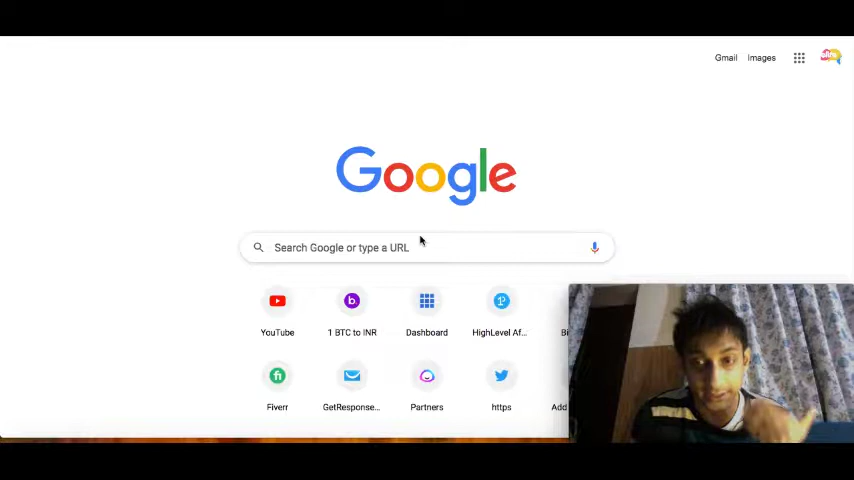 Gmail Images
Google
Search Google or type a URL
YouTube 1 BTC to INR Dashboard HighLevel Af...
Fiverr GetResponse... Partners https Add